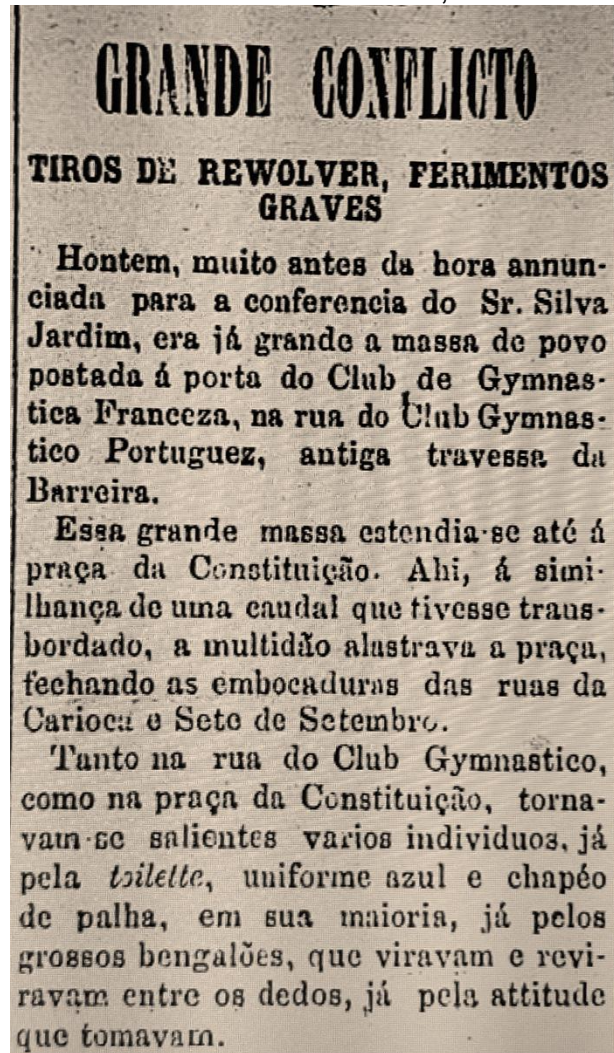 GRANDE CONFLICTO
TIROS DE REWOLVER, FERIMENTOS
GRAVES
Hontem, muito antes da hora annun-
ciada para a conferencia do Sr. Silva
Jardim, era já grande a massa de povo
postada á porta do Club de Gymnas-
tica Franceza, na rua do Club Gymnas-
tico Portuguez, antiga travessa da
Barreira.
Essa grande massa estendia-se até á
praça da Constituição. Ahi, á simi-
lhança de uma caudal que tivesse trans-
bordado, a multidão alastrava a praça,
fechando as embocaduras das ruas da
Carioca e Sete de Setembro.
Tanto na rua do Club Gymnastico,
como na praça da Constituição, torna-
vam-se salientes varios individuos, já
pela toilette, uniforme azul e chapéo
de palha, em sua maioria, já pelos
grossos bengalões, que viravam e revi-
ravam entre os dedos, já pela attitude
que tomavam.